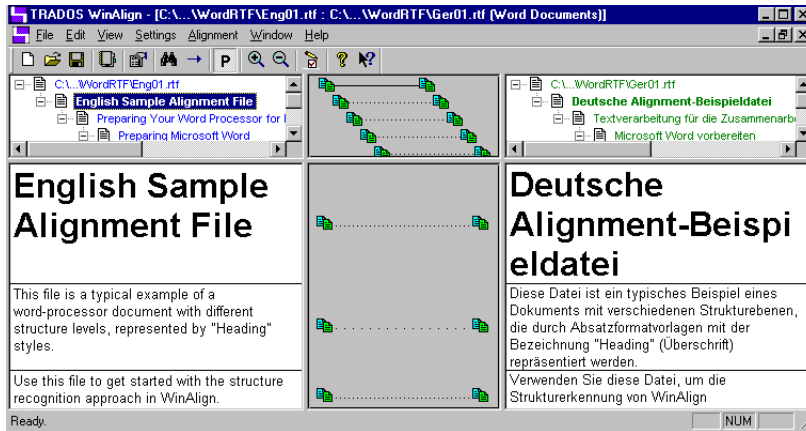 TRADOS WinAlign - [C:\...\WordRTF\Eng01.rtf : C:\...\WordRTF\Ger01.rtf (Word Documents)]
File Edit View Settings Alignment Window Help
P
C:\...\WordRTF\Eng01.rtf
English Sample Alignment File
Preparing Your Word Processor for
Preparing Microsoft Word
C:\...\WordRTF\Ger01.rtf
Deutsche Alignment-Beispieldatei
Textverarbeitung für die Zusammenarb
Microsoft Word vorbereiten
English Sample
Alignment File
This file is a typical example of a
word-processor document with different
structure levels, represented by "Heading"
styles.
Use this file to get started with the structure
recognition approach in WinAlign.
Deutsche
Alignment-Beispi
eldatei
Diese Datei ist ein typisches Beispiel eines
Dokuments mit verschiedenen Strukturebenen,
die durch Absatzformatvorlagen mit der
Bezeichnung "Heading" (Überschrift)
repräsentiert werden.
Verwenden Sie diese Datei, um die
Strukturerkennung von WinAlign
Ready.
NUM